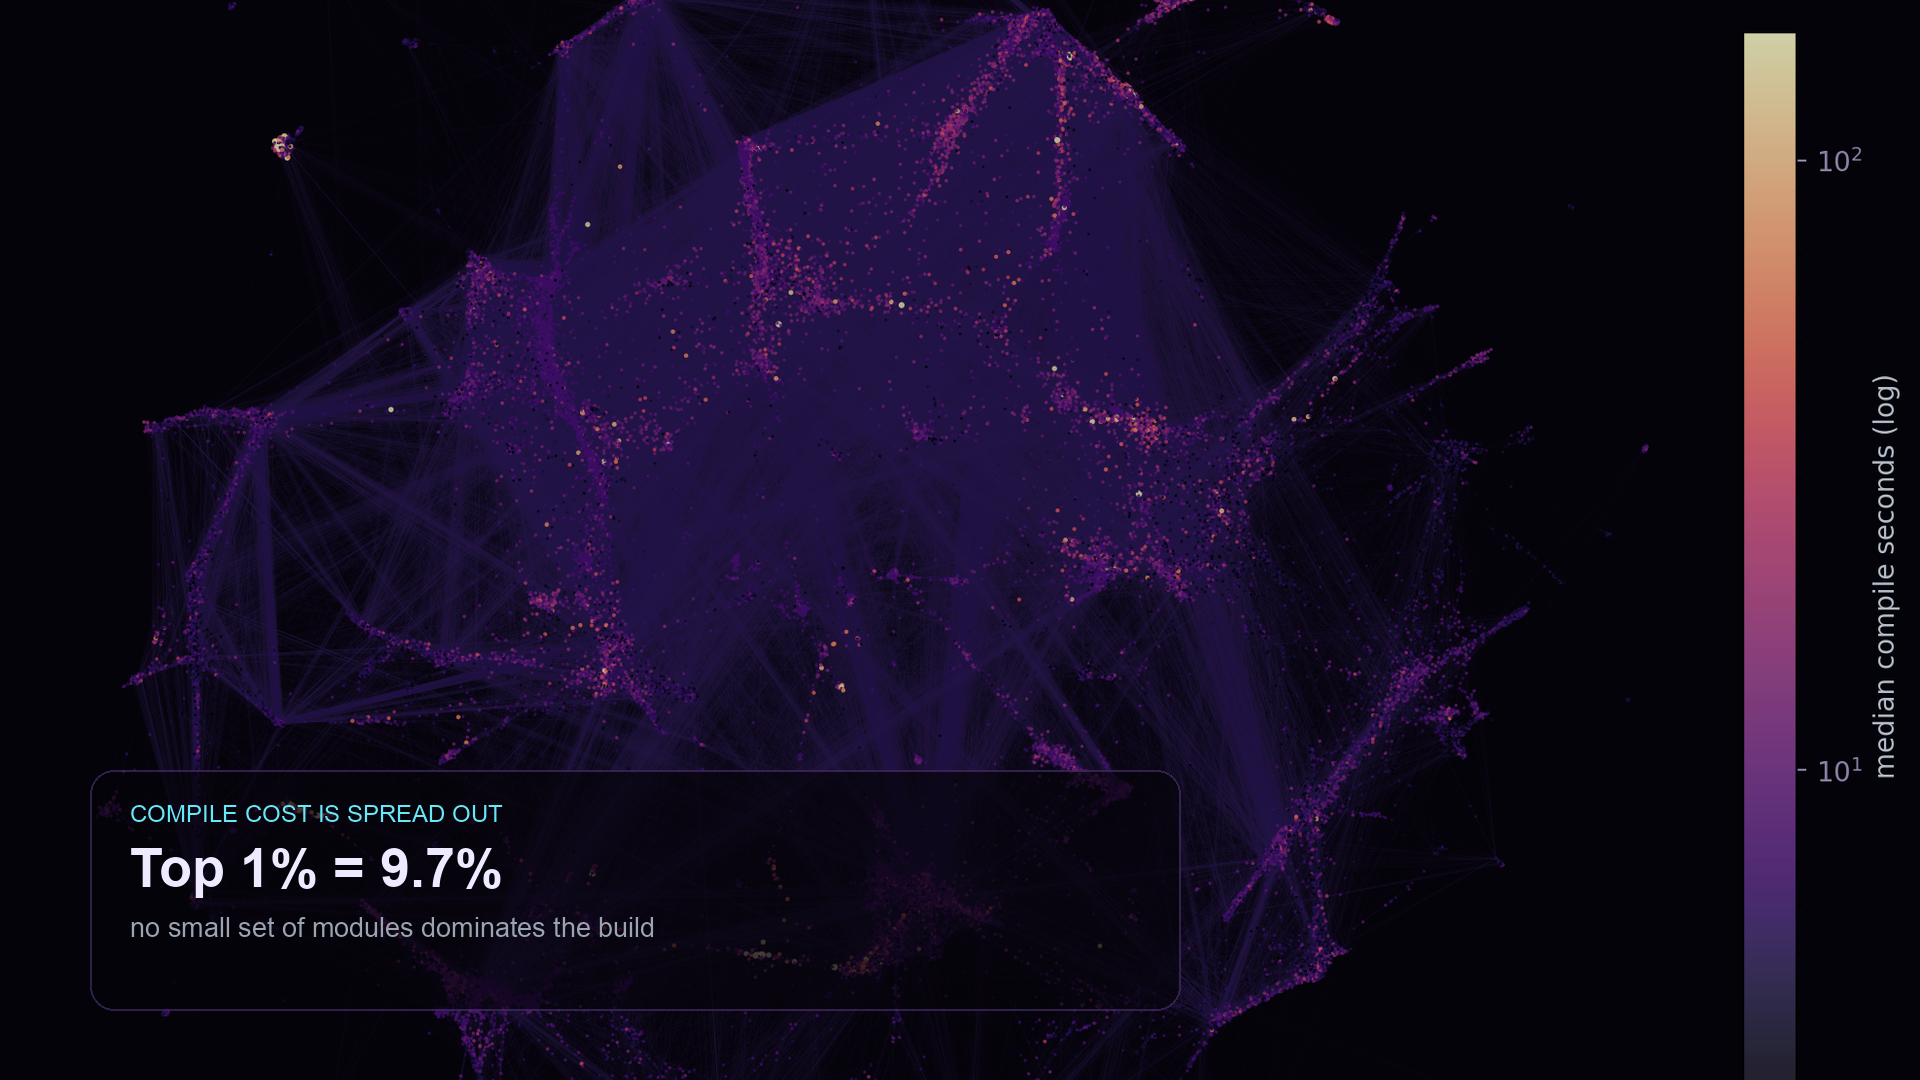 10²
10¹
median compile seconds (log)
COMPILE COST IS SPREAD OUT
Top 1% = 9.7%
no small set of modules dominates the build